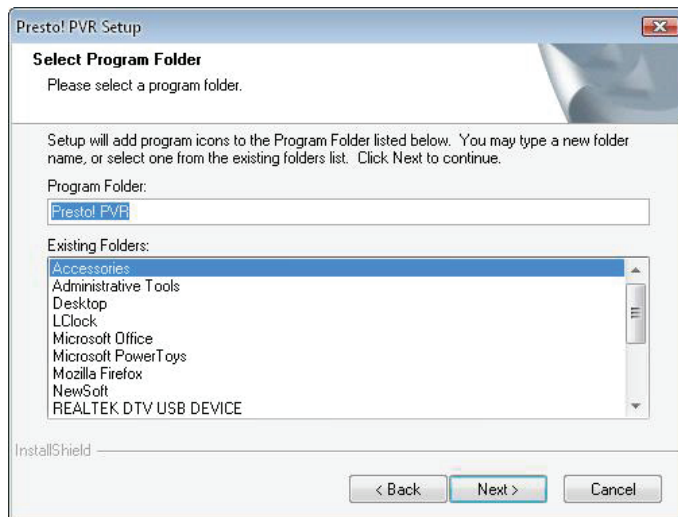 Presto! PVR Setup
Select Program Folder
Please select a program folder.
Setup will add program icons to the Program Folder listed below.  You may type a new folder
name, or select one from the existing folders list.  Click Next to continue.
Program Folder:
Presto! PVR
Existing Folders:
Accessories
Administrative Tools
Desktop
LClock
Microsoft Office
Microsoft PowerToys
Mozilla Firefox
NewSoft
REALTEK DTV USB DEVICE
InstallShield
< Back
Next >
Cancel